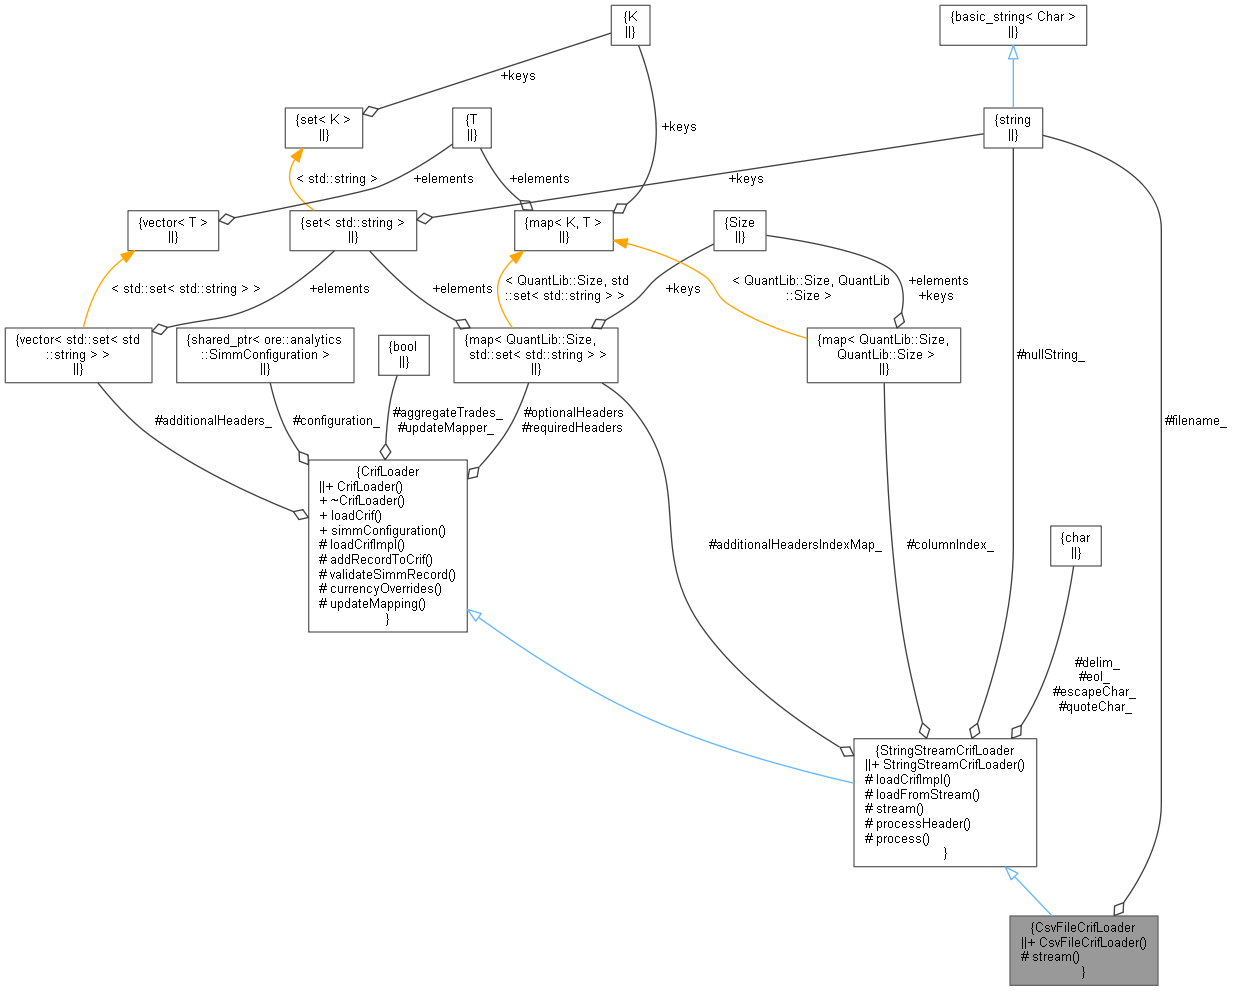 {K
||}
{basic_string< Char >
||}
+keys
{set< K >
||}
{T
||}
{string
||}
+keys
< std::string >
+elements
+elements
+keys
{vector< T >
||}
{set< std::string >
||}
{map< K, T >
||}
{Size
||}
< std::set< std::string > >
+elements
+elements
< QuantLib::Size, std
::set< std::string > >
+keys
< QuantLib::Size, QuantLib
::Size >
+elements
+keys
{vector< std::set< std
::string > >
||}
{shared_ptr< ore::analytics
::SimmConfiguration >
||}
{bool
||}
{map< QuantLib::Size,
std::set< std::string > >
||}
{map< QuantLib::Size,
QuantLib::Size >
||}
#nullString_
#additionalHeaders_
#configuration_
#aggregateTrades_
#updateMapper_
#optionalHeaders
#requiredHeaders
#filename_
{CrifLoader
||+ CrifLoader()
+ ~CrifLoader()
+ loadCrif()
+ simmConfiguration()
# loadCrifImpl()
# addRecordToCrif()
# validateSimmRecord()
# currencyOverrides()
# updateMapping()
}
#additionalHeadersIndexMap_
#columnIndex_
{char
||}
#delim_
#eol_
#escapeChar_
#quoteChar_
{StringStreamCrifLoader
||+ StringStreamCrifLoader()
# loadCrifImpl()
# loadFromStream()
# stream()
# processHeader()
# process()
}
{CsvFileCrifLoader
||+ CsvFileCrifLoader()
# stream()
}